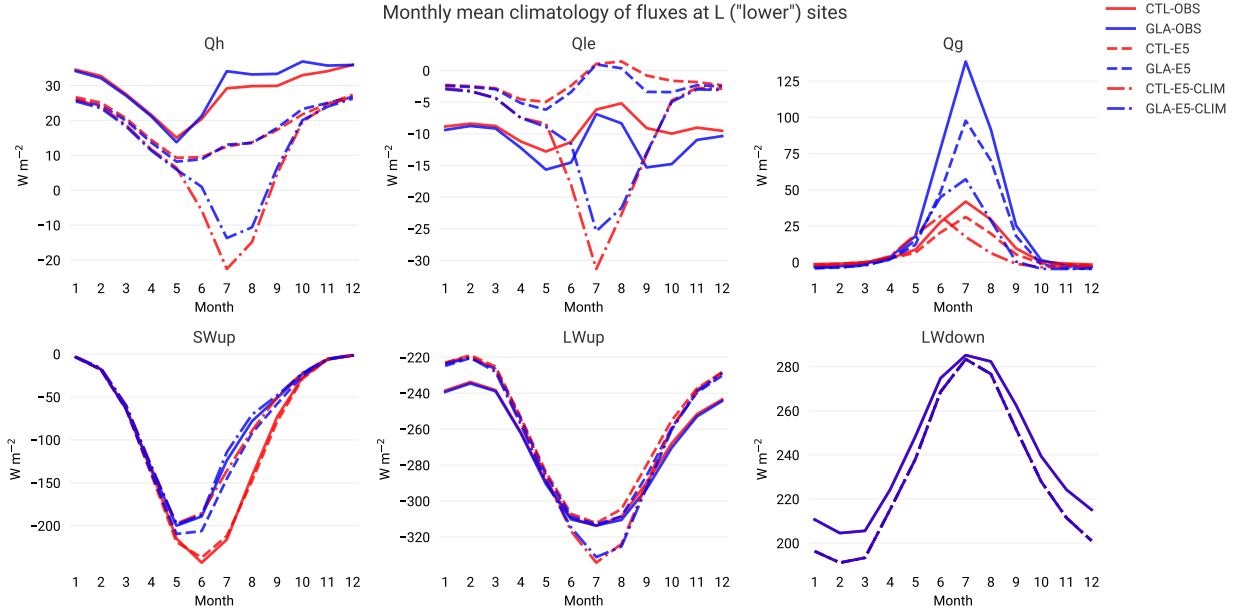 Monthly mean climatology of fluxes at L ("lower") sites
CTL-OBS
GLA-OBS
CTL-E5
GLA-E5
CTL-E5-CLIM
GLA-E5-CLIM
Qh
W m⁻²
30
20
10
0
−10
−20
1 2 3 4 5 6 7 8 9 10 11 12
Month
Qle
W m⁻²
0
−5
−10
−15
−20
−25
−30
1 2 3 4 5 6 7 8 9 10 11 12
Month
Qg
W m⁻²
125
100
75
50
25
0
1 2 3 4 5 6 7 8 9 10 11 12
Month
SWup
W m⁻²
0
−50
−100
−150
−200
1 2 3 4 5 6 7 8 9 10 11 12
Month
LWup
W m⁻²
−220
−240
−260
−280
−300
−320
1 2 3 4 5 6 7 8 9 10 11 12
Month
LWdown
W m⁻²
280
260
240
220
200
1 2 3 4 5 6 7 8 9 10 11 12
Month